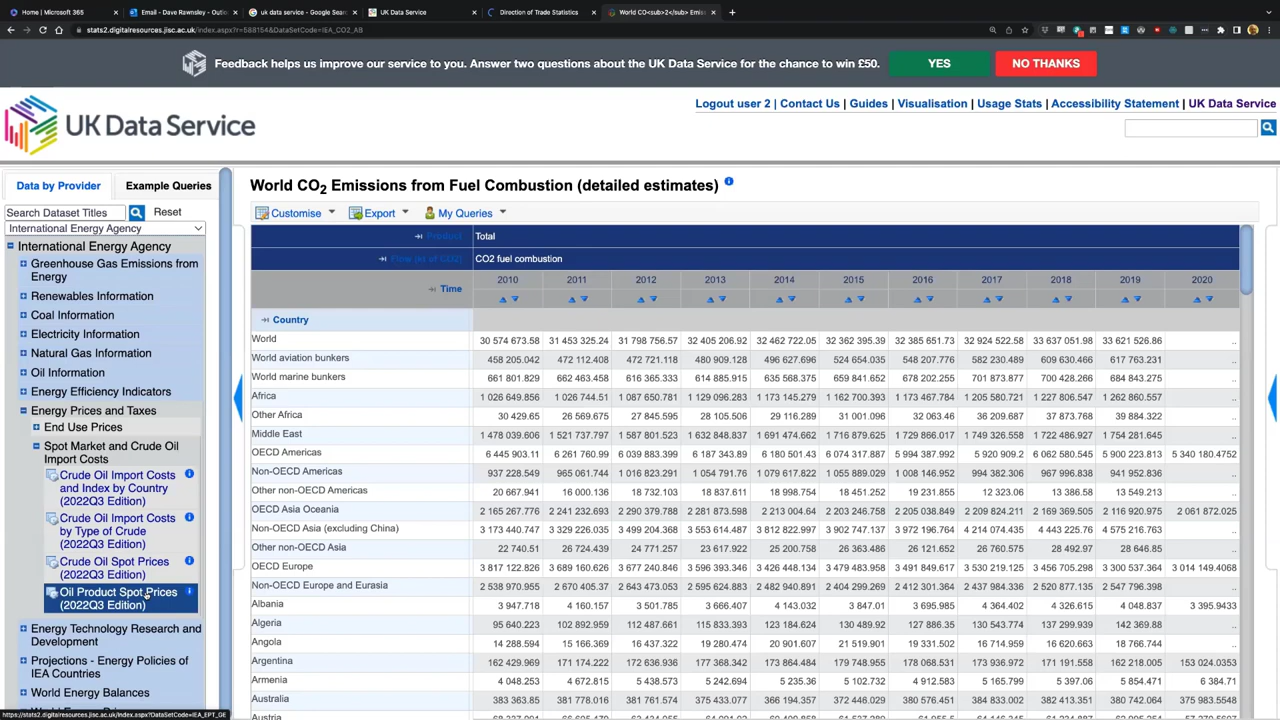 Home | Microsoft 365
Email - Dave Rawnsley - Outlo
uk data service - Google Sear
UK Data Service
Direction of Trade Statistics
World CO<sub>2</sub> Emis
stats2.digitalresources.jisc.ac.uk/index.aspx?r=588154&DataSetCode=IEA_CO2_AB
Feedback helps us improve our service to you. Answer two questions about the UK Data Service for the chance to win £50.
YES
NO THANKS
Logout user 2 | Contact Us | Guides | Visualisation | Usage Stats | Accessibility Statement | UK Data Service
UK Data Service
Data by Provider
Example Queries
Search Dataset Titles
Reset
International Energy Agency
International Energy Agency
Greenhouse Gas Emissions from
Energy
Renewables Information
Coal Information
Electricity Information
Natural Gas Information
Oil Information
Energy Efficiency Indicators
Energy Prices and Taxes
End Use Prices
Spot Market and Crude Oil
Import Costs
Crude Oil Import Costs
and Index by Country
(2022Q3 Edition)
Crude Oil Import Costs
by Type of Crude
(2022Q3 Edition)
Crude Oil Spot Prices
(2022Q3 Edition)
Oil Product Spot Prices
(2022Q3 Edition)
Energy Technology Research and
Development
Projections - Energy Policies of
IEA Countries
World Energy Balances
World CO2 Emissions from Fuel Combustion (detailed estimates)
Customise
Export
My Queries
Product Total
Flow (kt of CO2) CO2 fuel combustion
Time 2010 2011 2012 2013 2014 2015 2016 2017 2018 2019 2020
Country
World 30 574 673.58 31 453 325.24 31 798 756.57 32 405 206.92 32 462 722.05 32 362 395.39 32 385 651.73 32 924 522.58 33 637 051.98 33 621 526.86 ..
World aviation bunkers 458 205.042 472 112.408 472 721.118 480 909.128 496 627.696 524 654.035 548 207.776 582 230.489 609 630.466 617 763.231 ..
World marine bunkers 661 801.829 662 463.458 616 365.333 614 885.915 635 568.375 659 841.652 678 202.255 701 873.877 700 428.266 684 843.275 ..
Africa 1 026 649.856 1 026 744.51 1 087 650.781 1 129 096.283 1 173 145.279 1 162 700.393 1 173 467.784 1 205 580.721 1 227 806.547 1 262 860.557 ..
Other Africa 30 429.65 26 569.675 27 845.595 28 105.506 29 116.289 31 001.096 32 063.46 36 209.687 37 873.768 39 884.322 ..
Middle East 1 478 039.606 1 521 737.797 1 587 801.523 1 632 848.837 1 691 474.662 1 716 879.625 1 729 866.017 1 749 326.558 1 722 486.927 1 754 281.645 ..
OECD Americas 6 445 903.11 6 261 760.99 6 039 883.399 6 187 343.89 6 180 501.43 6 074 317.887 5 994 387.992 5 920 909.2 6 062 580.545 5 900 223.813 5 340 180.4752
Non-OECD Americas 937 228.549 965 061.744 1 016 823.291 1 054 791.76 1 079 617.822 1 055 889.029 1 008 146.952 994 382.306 967 996.838 941 952.836 ..
Other non-OECD Americas 20 667.941 16 000.136 18 732.103 18 837.611 18 998.754 18 451.252 19 231.855 12 323.06 13 386.58 13 549.213 ..
OECD Asia Oceania 2 165 267.776 2 241 232.693 2 290 379.788 2 281 873.598 2 213 004.64 2 203 246.758 2 205 038.849 2 209 824.211 2 169 369.505 2 116 920.975 2 061 872.025
Non-OECD Asia (excluding China) 3 173 440.747 3 329 226.035 3 499 204.368 3 613 564.487 3 822 822.997 3 907 747.137 3 972 196.764 4 214 074.435 4 443 225.76 4 575 216.763 ..
Other non-OECD Asia 22 740.51 26 724.439 24 771.257 23 617.922 25 200.758 26 363.486 26 121.652 26 760.575 28 492.97 28 646.85 ..
OECD Europe 3 817 122.826 3 689 160.632 3 677 240.846 3 596 393.346 3 426 448.134 3 479 483.958 3 491 849.617 3 530 219.125 3 456 705.298 3 300 537.364 3 014 149.4068
Non-OECD Europe and Eurasia 2 538 970.955 2 670 405.37 2 643 473.053 2 545 909.958 2 499 235.942 2 404 299.269 2 412 301.364 2 437 984.536 2 520 877.135 2 547 796.398 ..
Albania 3 947.718 4 160.157 3 501.785 3 666.407 4 143.032 3 847.01 3 695.985 4 364.402 4 326.615 4 048.837 3 395.9433
Algeria 95 640.223 102 892.959 112 487.661 115 833.393 123 184.624 130 489.92 127 886.35 130 543.774 137 299.939 142 369.88 ..
Angola 14 288.594 15 166.369 16 437.322 19 280.474 20 901.607 21 519.901 19 331.502 16 714.959 16 620.663 18 766.744 ..
Argentina 162 429.969 171 174.222 172 636.936 177 368.342 173 864.484 179 748.955 178 068.531 173 936.972 171 191.558 162 218.005 153 024.0353
Armenia 4 048.253 4 672.815 5 438.573 5 242.694 5 235.36 5 102.732 4 912.583 5 165.799 5 397.06 5 854.471 6 384.71
Australia 383 363.85 381 778.016 381 768.71 376 030.97 366 194.357 372 344.866 380 576.451 384 833.002 383 412.351 380 742.064 375 983.5548
Austria
https://stats2.digitalresources.jisc.ac.uk/Index.aspx?DataSetCode=IEA_EPT_GE